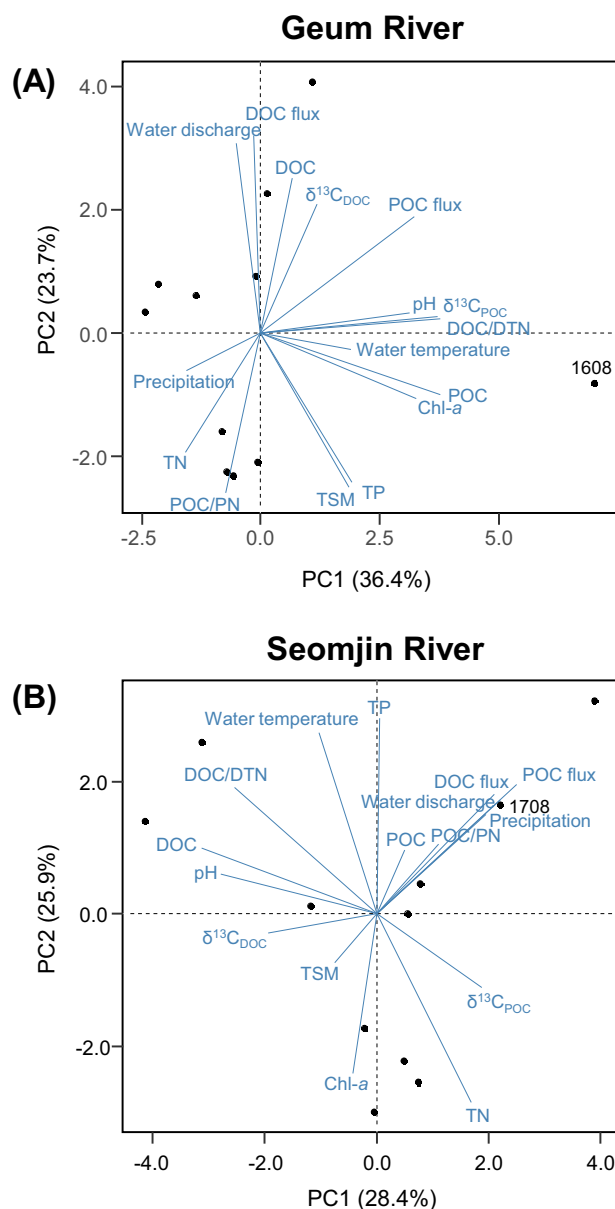 Geum River
(A)
DOC flux
Water discharge
DOC
δ¹³C_DOC
POC flux
pH
δ¹³C_POC
DOC/DTN
Water temperature
1608
Precipitation
POC
Chl-a
TN
POC/PN
TSM
TP
4.0
2.0
0.0
-2.0
PC2 (23.7%)
-2.5
0.0
2.5
5.0
PC1 (36.4%)
Seomjin River
(B)
TP
Water temperature
DOC/DTN
DOC flux
POC flux
Water discharge
1708
Precipitation
POC
POC/PN
DOC
pH
δ¹³C_DOC
TSM
δ¹³C_POC
Chl-a
TN
2.0
0.0
-2.0
PC2 (25.9%)
-4.0
-2.0
0.0
2.0
4.0
PC1 (28.4%)